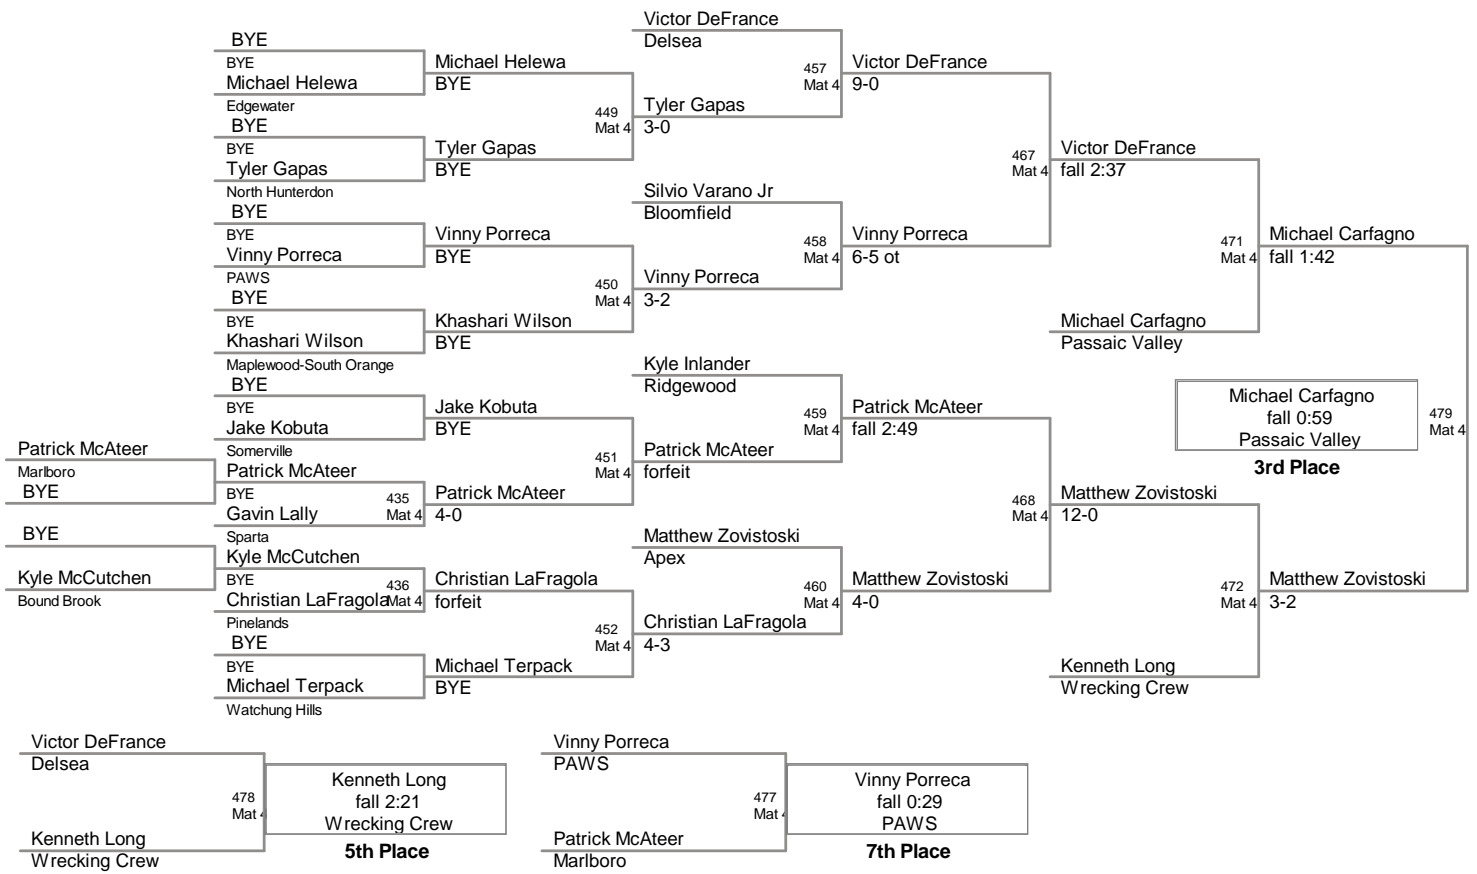 Patrick McAteer
Marlboro
BYE
BYE
Kyle McCutchen
Bound Brook
BYE
BYE
Michael Helewa
Edgewater
BYE
BYE
Tyler Gapas
North Hunterdon
BYE
BYE
Vinny Porreca
PAWS
BYE
BYE
Khashari Wilson
Maplewood-South Orange
BYE
BYE
Jake Kobuta
Somerville
Patrick McAteer
BYE
Gavin Lally
Sparta
Kyle McCutchen
BYE
Christian LaFragola
Pinelands
BYE
BYE
Michael Terpack
Watchung Hills
435
Mat 4
436
Mat 4
Michael Helewa
BYE
Tyler Gapas
BYE
Vinny Porreca
BYE
Khashari Wilson
BYE
Jake Kobuta
BYE
Patrick McAteer
4-0
Christian LaFragola
forfeit
Michael Terpack
BYE
449
Mat 4
450
Mat 4
451
Mat 4
452
Mat 4
Victor DeFrance
Delsea
Tyler Gapas
3-0
Silvio Varano Jr
Bloomfield
Vinny Porreca
3-2
Kyle Inlander
Ridgewood
Patrick McAteer
forfeit
Matthew Zovistoski
Apex
Christian LaFragola
4-3
457
Mat 4
458
Mat 4
459
Mat 4
460
Mat 4
Victor DeFrance
9-0
Vinny Porreca
6-5 ot
Patrick McAteer
fall 2:49
Matthew Zovistoski
4-0
467
Mat 4
468
Mat 4
Victor DeFrance
fall 2:37
Michael Carfagno
Passaic Valley
Matthew Zovistoski
12-0
Kenneth Long
Wrecking Crew
471
Mat 4
472
Mat 4
Michael Carfagno
fall 1:42
Matthew Zovistoski
3-2
479
Mat 4
Michael Carfagno
fall 0:59
Passaic Valley
3rd Place
Victor DeFrance
Delsea
Kenneth Long
Wrecking Crew
478
Mat 4
Kenneth Long
fall 2:21
Wrecking Crew
5th Place
Vinny Porreca
PAWS
Patrick McAteer
Marlboro
477
Mat 4
Vinny Porreca
fall 0:29
PAWS
7th Place